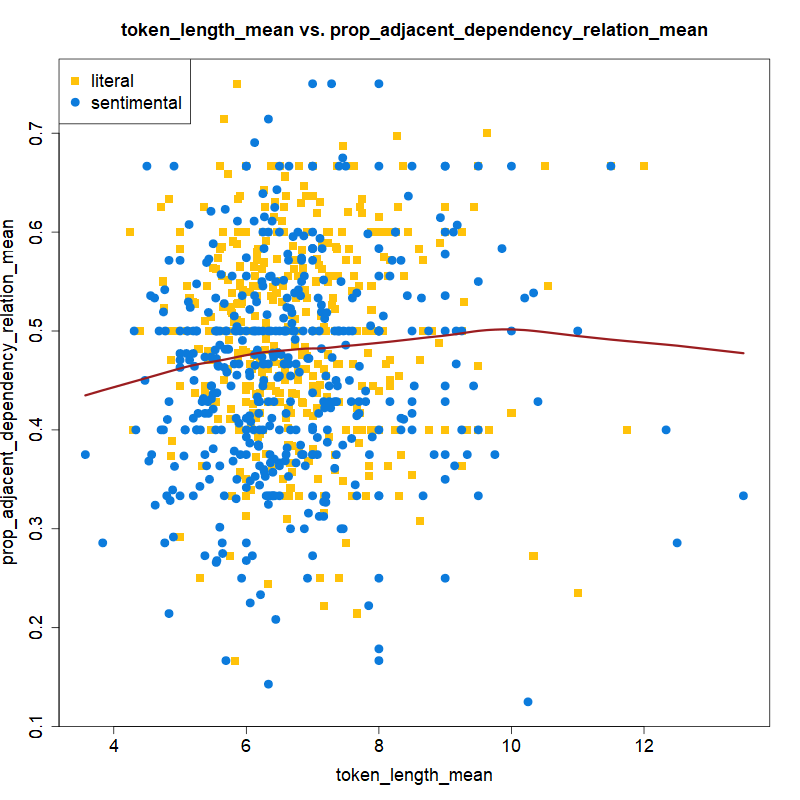 token_length_mean vs. prop_adjacent_dependency_relation_mean
literal
sentimental
prop_adjacent_dependency_relation_mean
0.7
0.6
0.5
0.4
0.3
0.2
0.1
4 6 8 10 12
token_length_mean